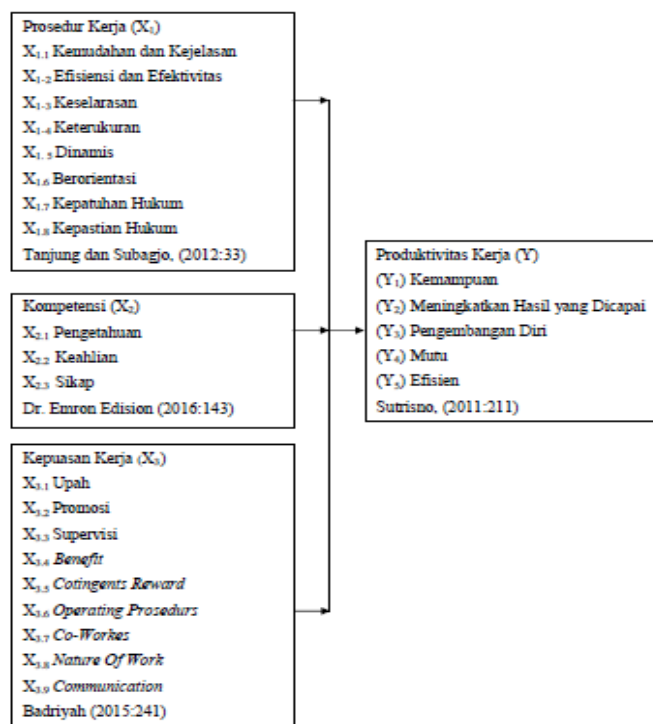 Prosedur Kerja (X₁)
X₁.₁ Kemudahan dan Kejelasan
X₁.₂ Efisiensi dan Efektivitas
X₁.₃ Keselarasan
X₁.₄ Keterukuran
X₁.₅ Dinamis
X₁.₆ Berorientasi
X₁.₇ Kepatuhan Hukum
X₁.₈ Kepastian Hukum
Tanjung dan Subagjo, (2012:33)
Kompetensi (X₂)
X₂.₁ Pengetahuan
X₂.₂ Keahlian
X₂.₃ Sikap
Dr. Emron Edision (2016:143)
Kepuasan Kerja (X₃)
X₃.₁ Upah
X₃.₂ Promosi
X₃.₃ Supervisi
X₃.₄ Benefit
X₃.₅ Cotingents Reward
X₃.₆ Operating Prosedurs
X₃.₇ Co-Workes
X₃.₈ Nature Of Work
X₃.₉ Communication
Badriyah (2015:241)
Produktivitas Kerja (Y)
(Y₁) Kemampuan
(Y₂) Meningkatkan Hasil yang Dicapai
(Y₃) Pengembangan Diri
(Y₄) Mutu
(Y₅) Efisien
Sutrisno, (2011:211)